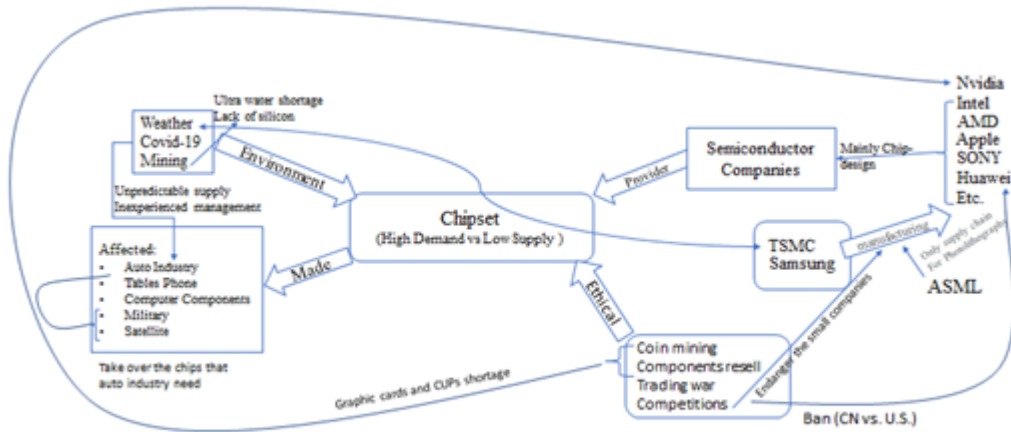 Ultra water shortage
Lack of silicon
Weather
Covid-19
Mining
Environment
Unpredictable supply
Inexperienced management
Affected:
• Auto Industry
• Tables Phone
• Computer Components
• Military
• Satellite
Take over the chips that
auto industry need
Made
Chipset
(High Demand vs Low Supply )
Provider
Semiconductor
Companies
Mainly Chip-
design
Nvidia
Intel
AMD
Apple
SONY
Huawei
Etc.
TSMC
Samsung
manufacturing
Only supply chain
For Photolithography
ASML
Ethical
Endanger the small companies
Coin mining
Components resell
Trading war
Competitions
Graphic cards and CUPs shortage
Ban (CN vs. U.S.)